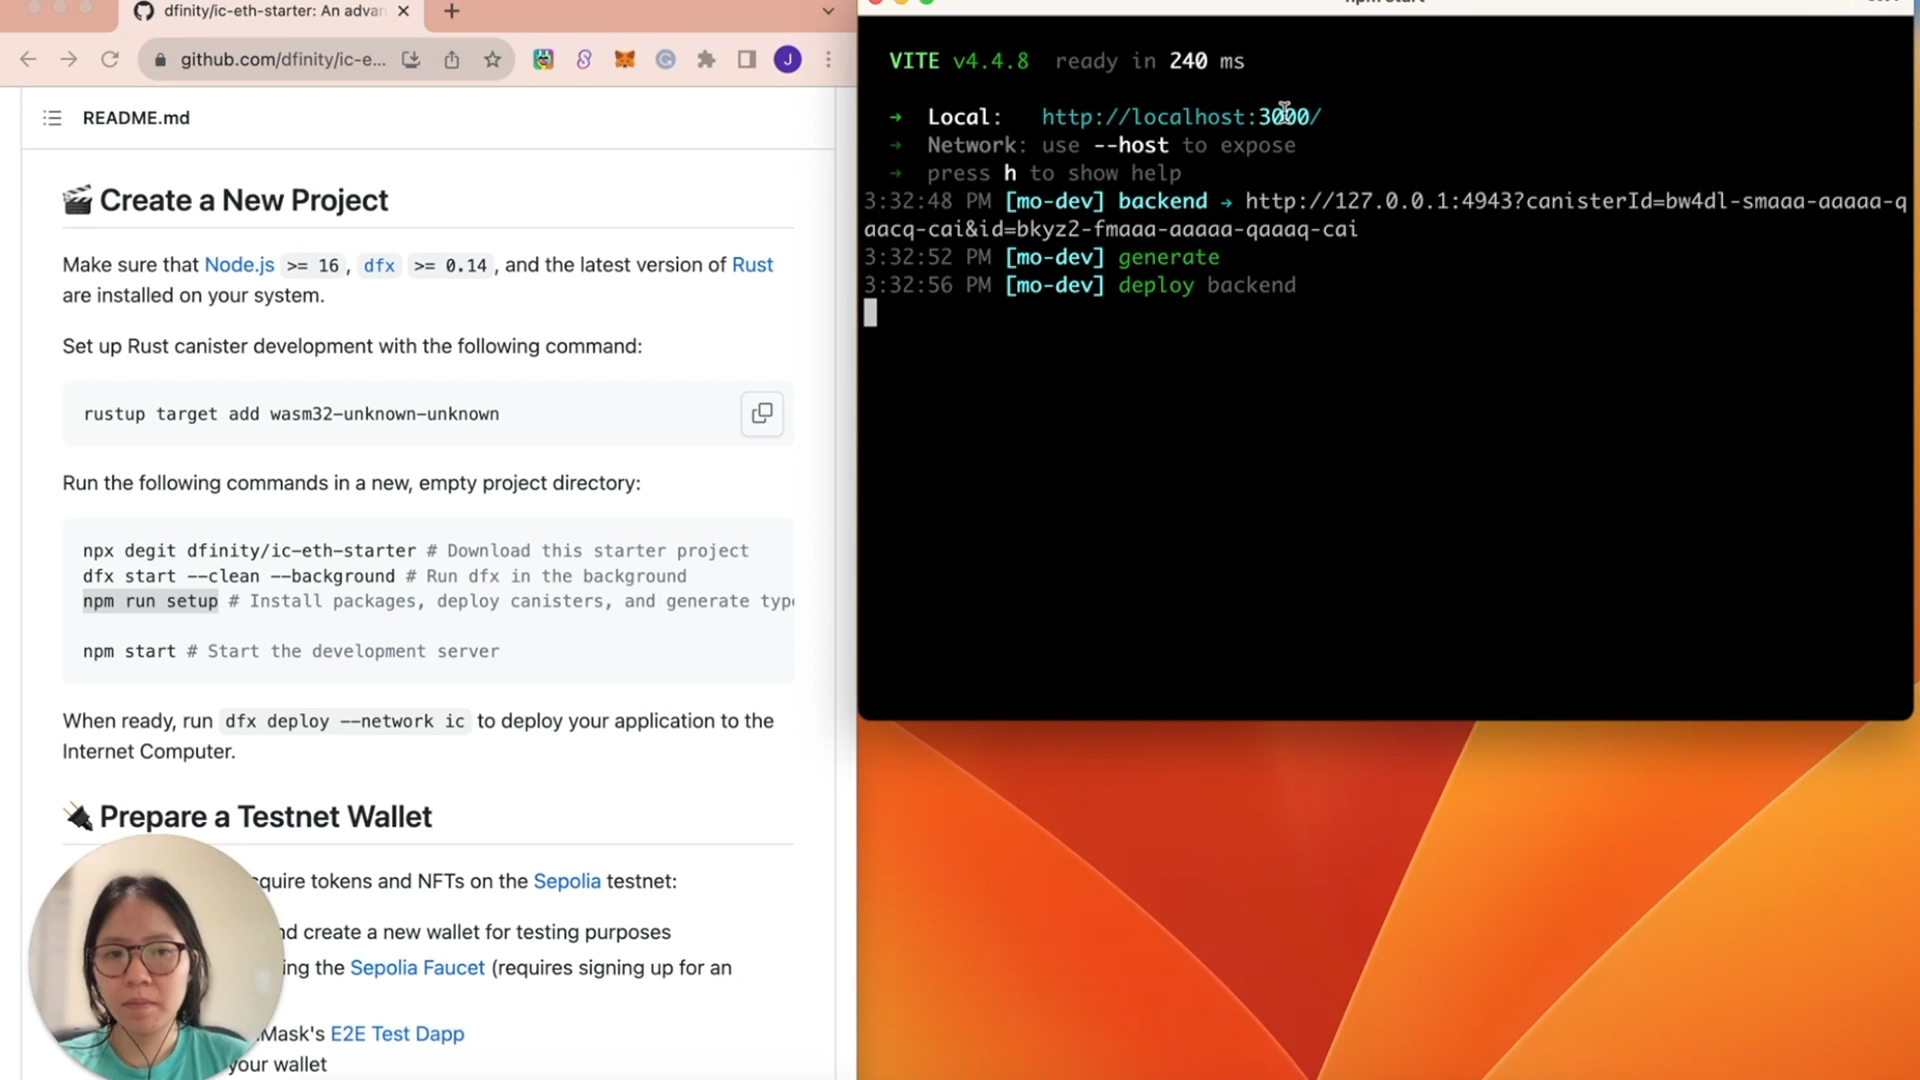 dfinity/ic-eth-starter: An advan
github.com/dfinity/ic-e...
J
README.md
🎬 Create a New Project
Make sure that Node.js >= 16 , dfx >= 0.14 , and the latest version of Rust
are installed on your system.
Set up Rust canister development with the following command:
rustup target add wasm32-unknown-unknown
Run the following commands in a new, empty project directory:
npx degit dfinity/ic-eth-starter # Download this starter project
dfx start --clean --background # Run dfx in the background
npm run setup # Install packages, deploy canisters, and generate type
npm start # Start the development server
When ready, run dfx deploy --network ic to deploy your application to the
Internet Computer.
🔌 Prepare a Testnet Wallet
quire tokens and NFTs on the Sepolia testnet:
nd create a new wallet for testing purposes
ing the Sepolia Faucet (requires signing up for an
Mask's E2E Test Dapp
your wallet
VITE v4.4.8 ready in 240 ms
➜ Local: http://localhost:3000/
➜ Network: use --host to expose
➜ press h to show help
3:32:48 PM [mo-dev] backend → http://127.0.0.1:4943?canisterId=bw4dl-smaaa-aaaaa-q
aacq-cai&id=bkyz2-fmaaa-aaaaa-qaaaq-cai
3:32:52 PM [mo-dev] generate
3:32:56 PM [mo-dev] deploy backend